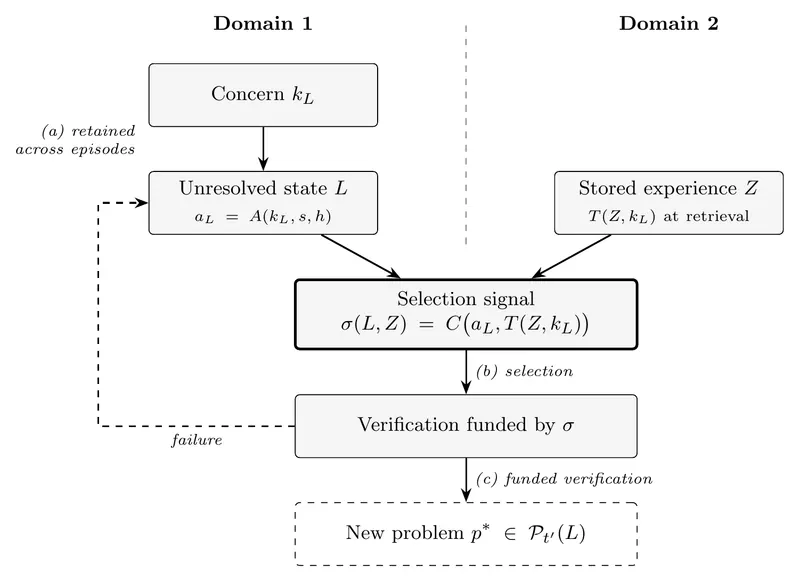 Domain 1
Domain 2
Concern k_L
(a) retained
across episodes
Unresolved state L
a_L = A(k_L, s, h)
Stored experience Z
T(Z, k_L) at retrieval
Selection signal
σ(L, Z) = C(a_L, T(Z, k_L))
(b) selection
Verification funded by σ
failure
(c) funded verification
New problem p* ∈ 𝒫_{t′}(L)